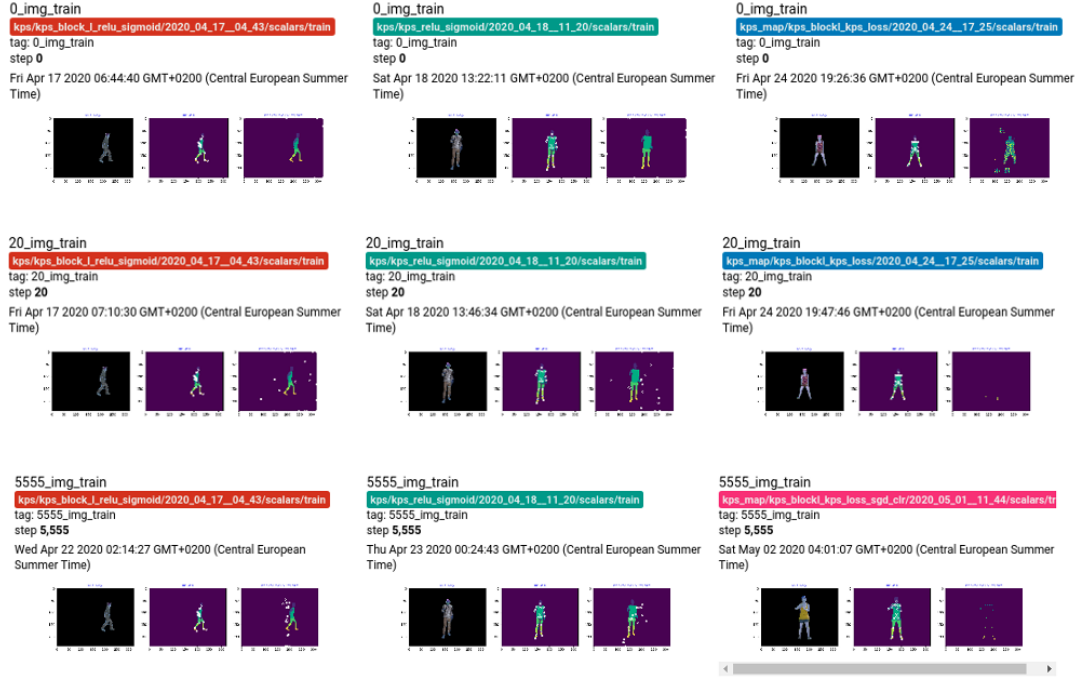 0_img_train
kps/kps_block_l_relu_sigmoid/2020_04_17__04_43/scalars/train
tag: 0_img_train
step 0
Fri Apr 17 2020 06:44:40 GMT+0200 (Central European Summer
Time)
0_img_train
kps/kps_relu_sigmoid/2020_04_18__11_20/scalars/train
tag: 0_img_train
step 0
Sat Apr 18 2020 13:22:11 GMT+0200 (Central European Summer
Time)
0_img_train
kps_map/kps_blockl_kps_loss/2020_04_24__17_25/scalars/train
tag: 0_img_train
step 0
Fri Apr 24 2020 19:26:36 GMT+0200 (Central European Summer
Time)
20_img_train
kps/kps_block_l_relu_sigmoid/2020_04_17__04_43/scalars/train
tag: 20_img_train
step 20
Fri Apr 17 2020 07:10:30 GMT+0200 (Central European Summer
Time)
20_img_train
kps/kps_relu_sigmoid/2020_04_18__11_20/scalars/train
tag: 20_img_train
step 20
Sat Apr 18 2020 13:46:34 GMT+0200 (Central European Summer
Time)
20_img_train
kps_map/kps_blockl_kps_loss/2020_04_24__17_25/scalars/train
tag: 20_img_train
step 20
Fri Apr 24 2020 19:47:46 GMT+0200 (Central European Summer
Time)
5555_img_train
kps/kps_block_l_relu_sigmoid/2020_04_17__04_43/scalars/train
tag: 5555_img_train
step 5,555
Wed Apr 22 2020 02:14:27 GMT+0200 (Central European
Summer Time)
5555_img_train
kps/kps_relu_sigmoid/2020_04_18__11_20/scalars/train
tag: 5555_img_train
step 5,555
Thu Apr 23 2020 00:24:43 GMT+0200 (Central European Summer
Time)
5555_img_train
kps_map/kps_blockl_kps_loss_sgd_clr/2020_05_01__11_44/scalars/tr
tag: 5555_img_train
step 5,555
Sat May 02 2020 04:01:07 GMT+0200 (Central European Summer
Time)